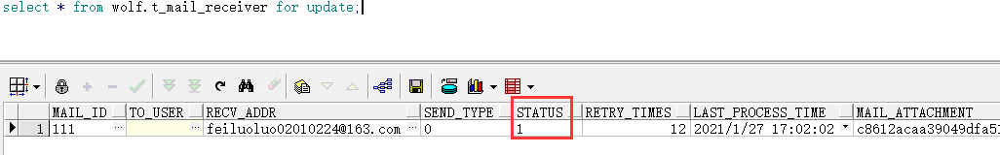 select * from wolf.t_mail_receiver for update;
MAIL_ID TO_USER RECV_ADDR SEND_TYPE STATUS RETRY_TIMES LAST_PROCESS_TIME MAIL_ATTACHMENT
1 111 feiluoluo02010224@163.com 0 1 12 2021/1/27 17:02:02 c8612acaa39049dfa51